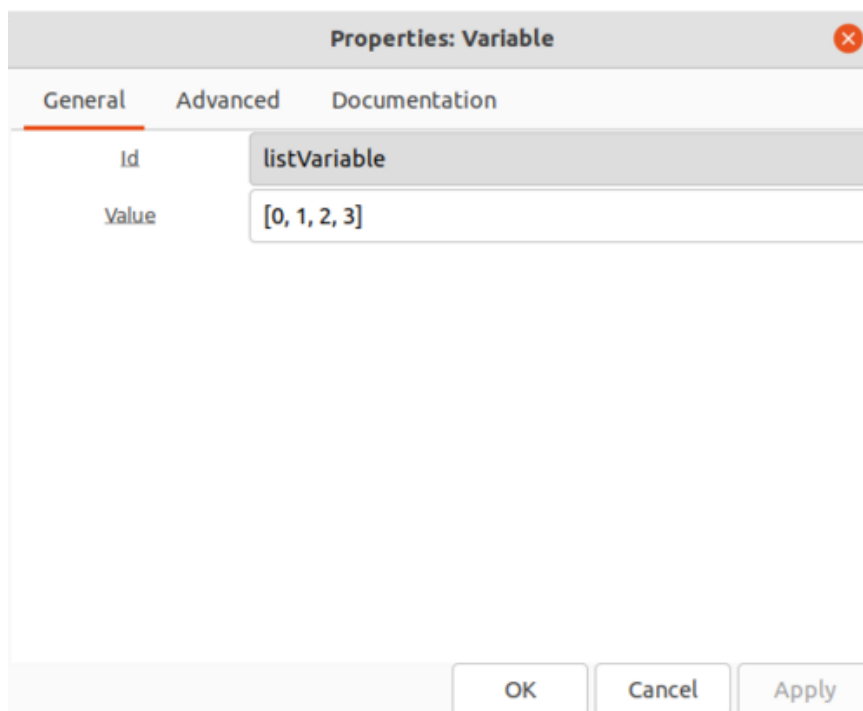 Properties: Variable
General Advanced Documentation
Id listVariable
Value [0, 1, 2, 3]
OK Cancel Apply